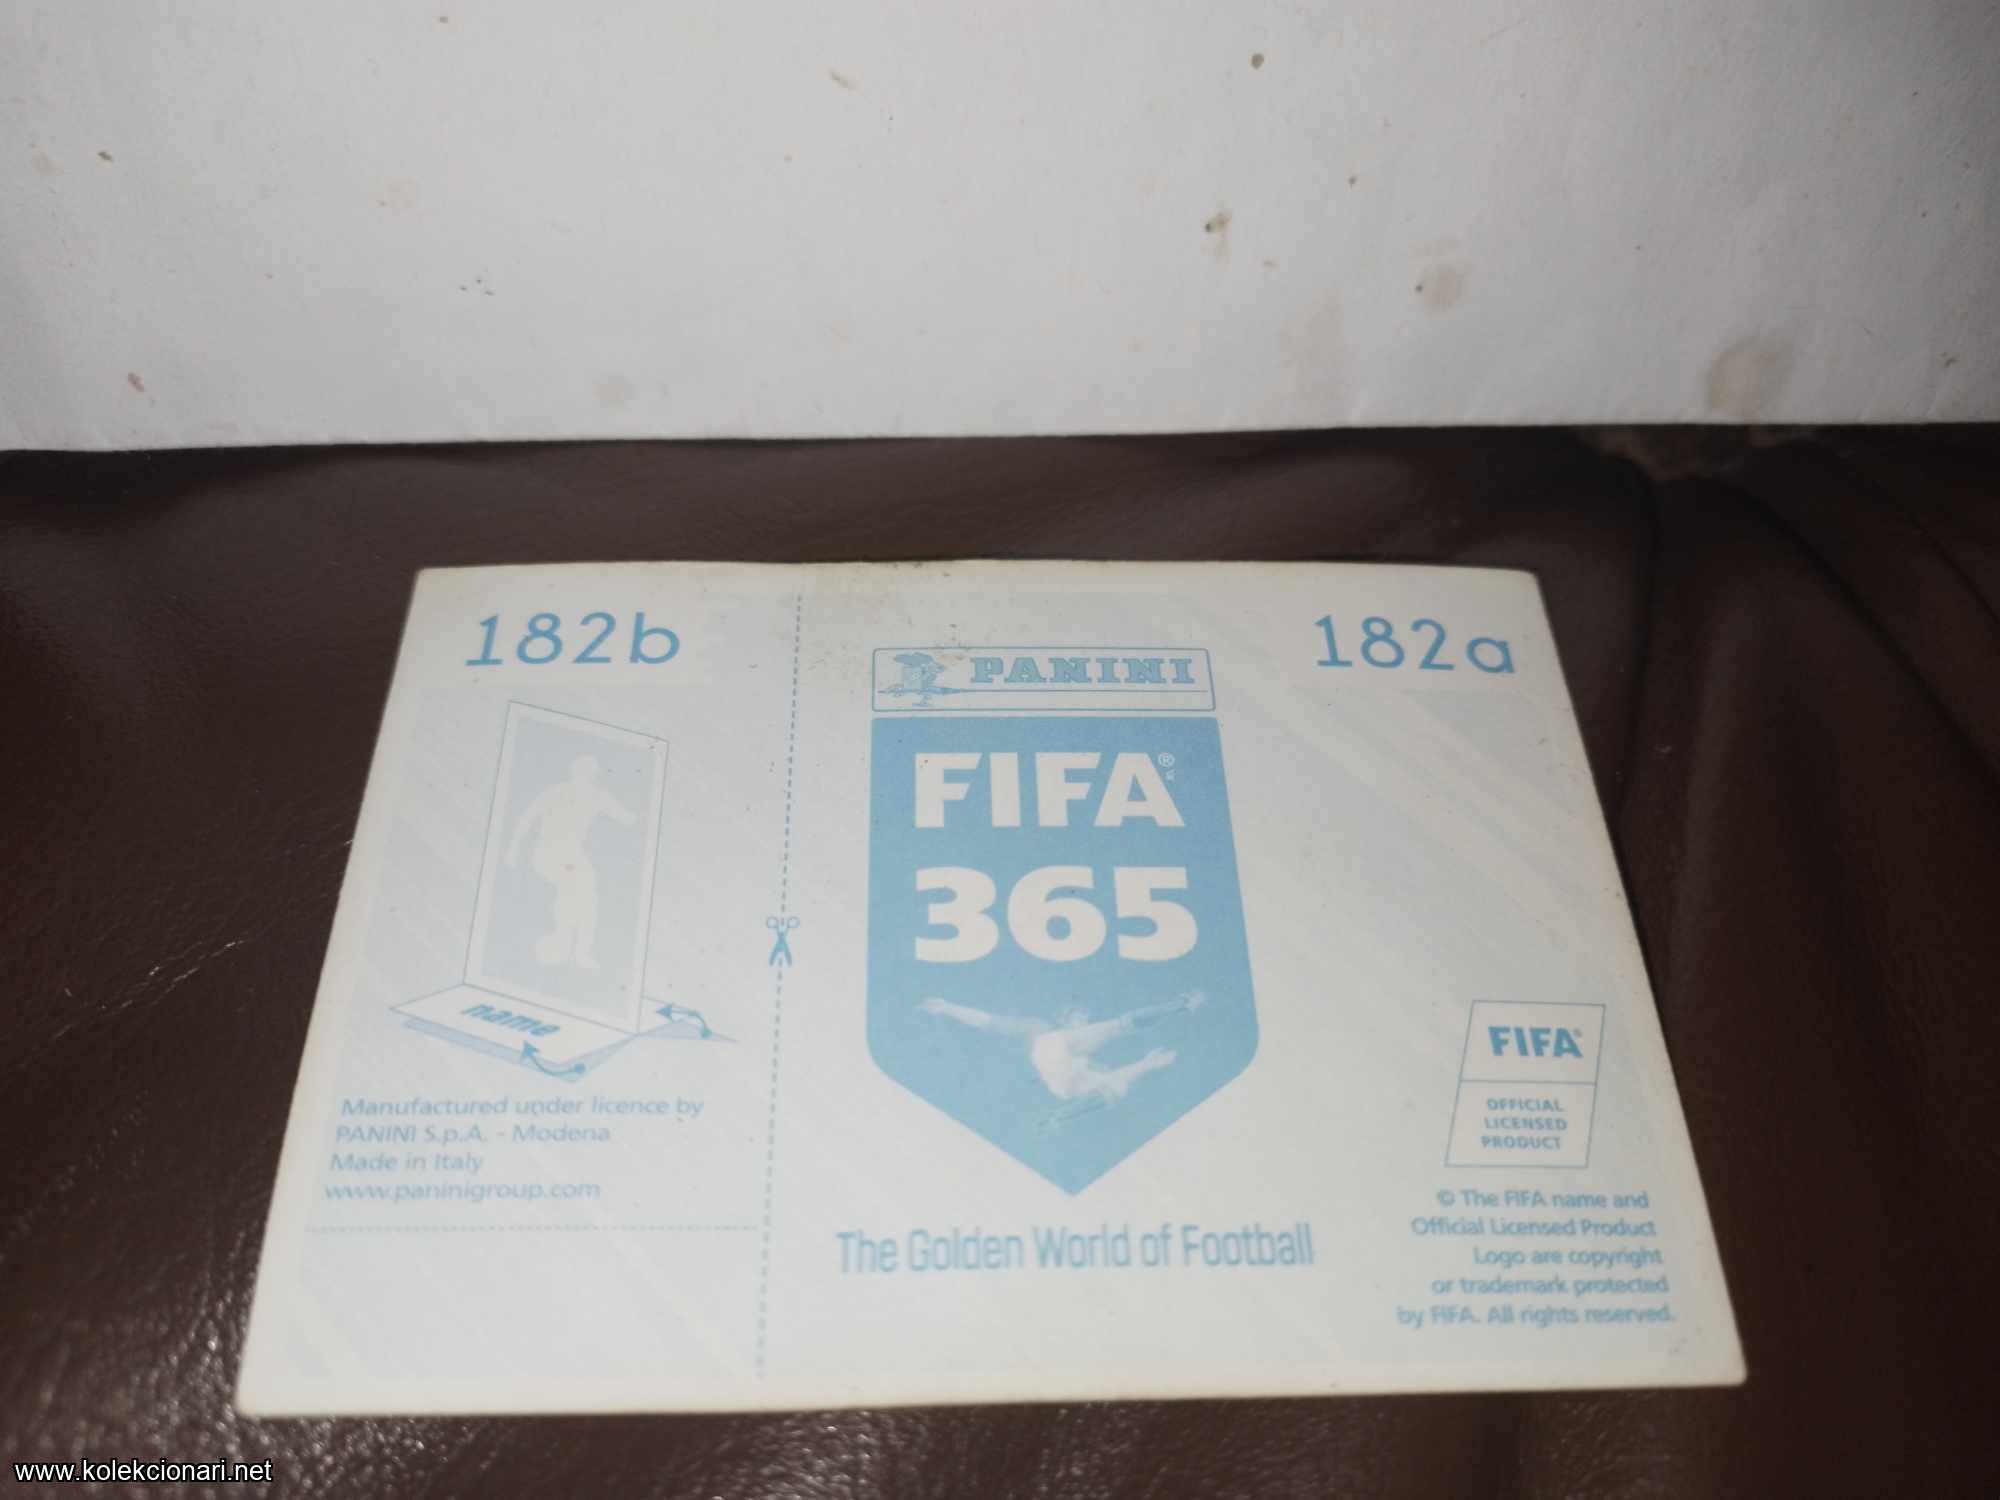 182b
182a
PANINI
FIFA®
365
name
Manufactured under licence by
PANINI S.p.A. - Modena
Made in Italy
www.paninigroup.com
The Golden World of Football
FIFA®
OFFICIAL
LICENSED
PRODUCT
© The FIFA name and
Official Licensed Product
Logo are copyright
or trademark protected
by FIFA. All rights reserved.
www.kolekcionari.net